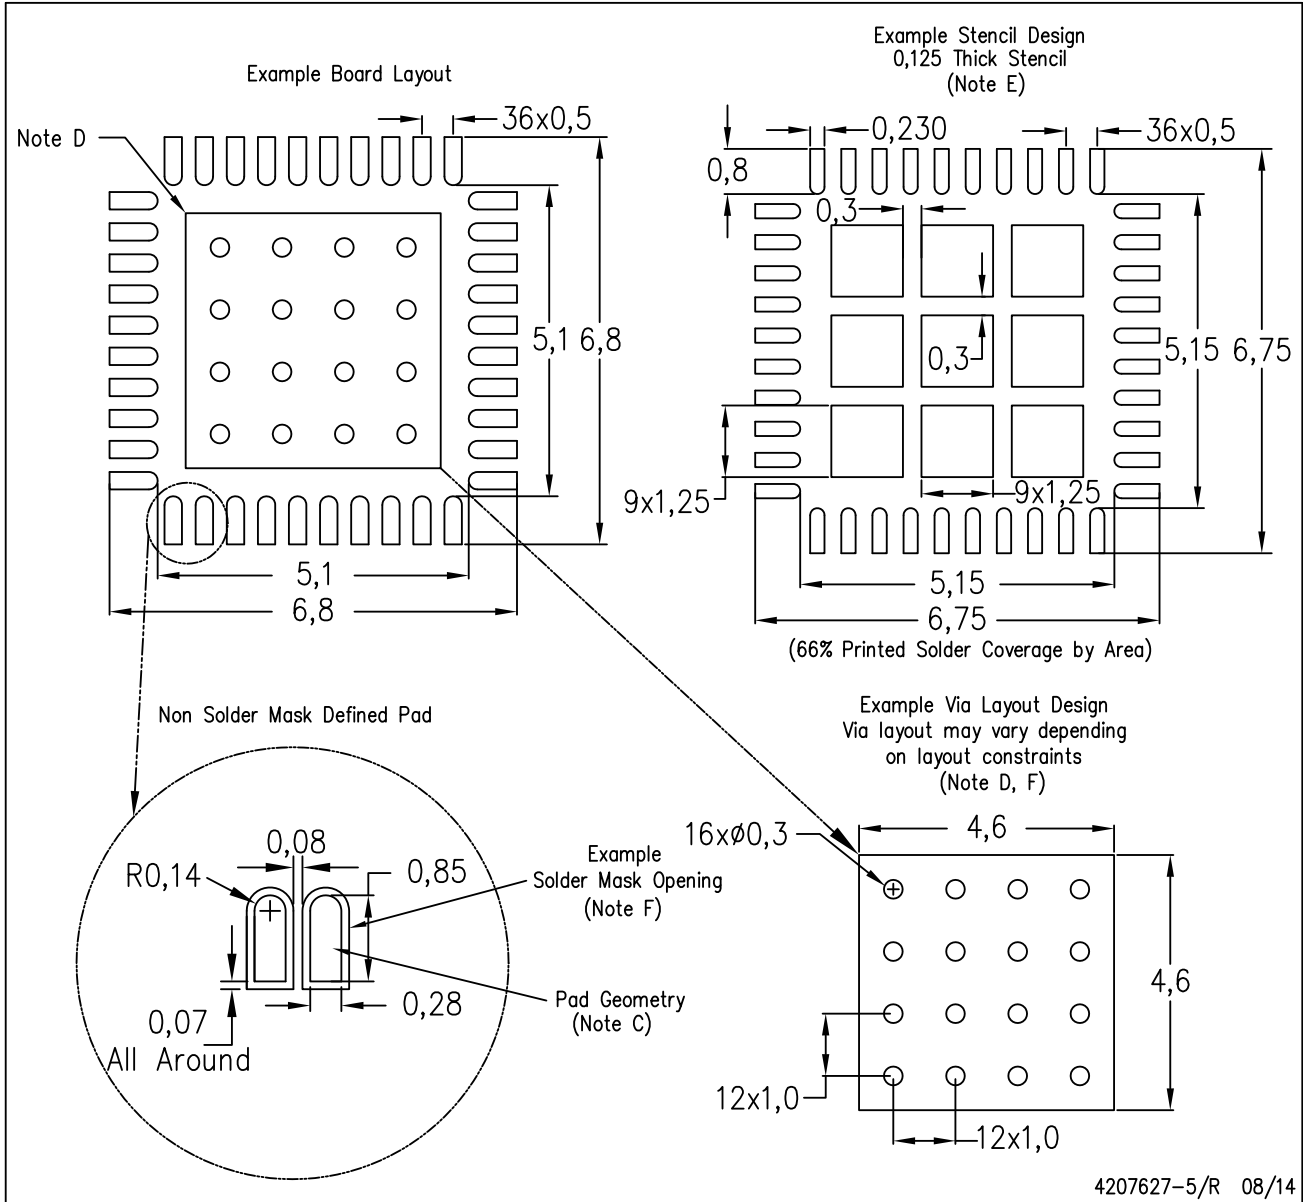 Example Board Layout
Note D
36x0,5
5,1
6,8
5,1
6,8
Example Stencil Design
0,125 Thick Stencil
(Note E)
0,230
36x0,5
0,8
0,3
0,3
5,15
6,75
9x1,25
9x1,25
5,15
6,75
(66% Printed Solder Coverage by Area)
Non Solder Mask Defined Pad
0,08
R0,14
0,85
Example
Solder Mask Opening
(Note F)
0,28
Pad Geometry
(Note C)
0,07
All Around
Example Via Layout Design
Via layout may vary depending
on layout constraints
(Note D, F)
16xø0,3
4,6
4,6
12x1,0
12x1,0
4207627-5/R 08/14